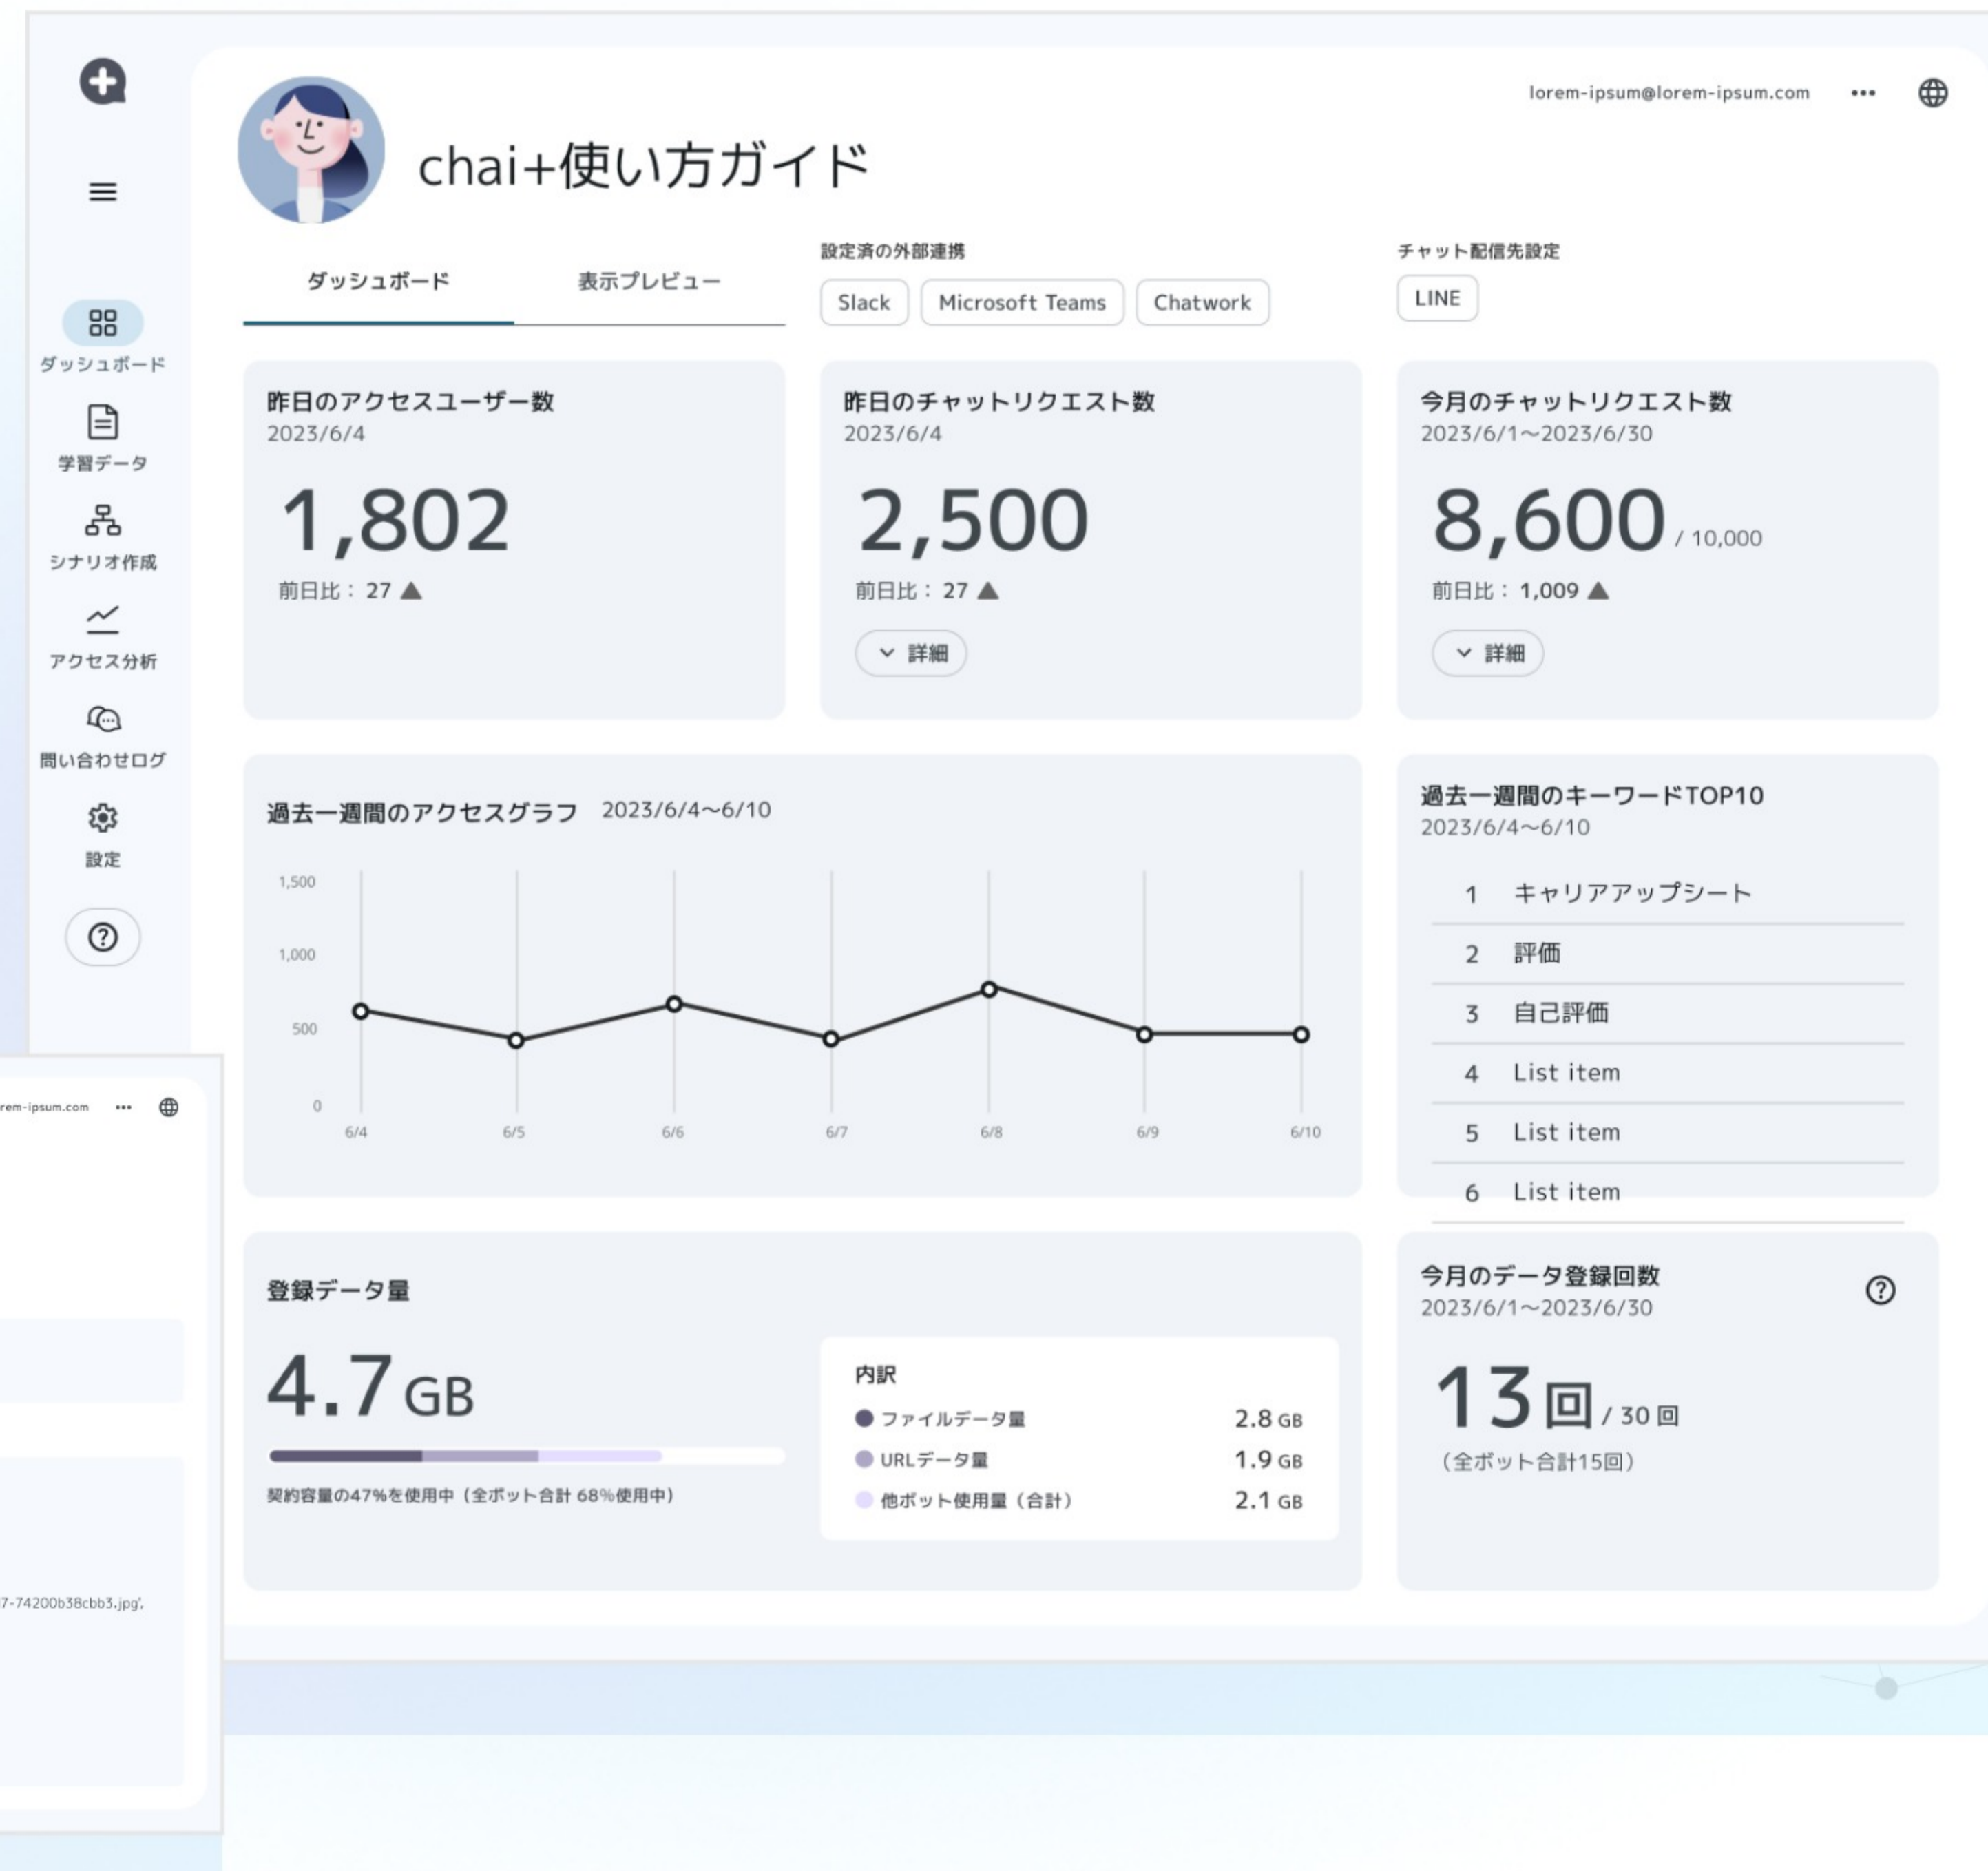 lorem-ipsum@lorem-ipsum.com
chai+使い方ガイド
ダッシュボード
表示プレビュー
設定済の外部連携
Slack
Microsoft Teams
Chatwork
チャット配信先設定
LINE
ダッシュボード
学習データ
シナリオ作成
アクセス分析
問い合わせログ
設定
昨日のアクセスユーザー数
2023/6/4
1,802
前日比： 27 ▲
昨日のチャットリクエスト数
2023/6/4
2,500
前日比： 27 ▲
詳細
今月のチャットリクエスト数
2023/6/1〜2023/6/30
8,600 / 10,000
前日比： 1,009 ▲
詳細
過去一週間のアクセスグラフ 2023/6/4〜6/10
1,500
1,000
500
0
6/4 6/5 6/6 6/7 6/8 6/9 6/10
過去一週間のキーワードTOP10
2023/6/4〜6/10
1 キャリアアップシート
2 評価
3 自己評価
4 List item
5 List item
6 List item
登録データ量
4.7 GB
契約容量の47%を使用中（全ボット合計 68%使用中）
内訳
ファイルデータ量 2.8 GB
URLデータ量 1.9 GB
他ボット使用量（合計） 2.1 GB
今月のデータ登録回数
2023/6/1〜2023/6/30
13回 / 30 回
（全ボット合計15回）
rem-ipsum.com
7-74200b38cbb3.jpg',